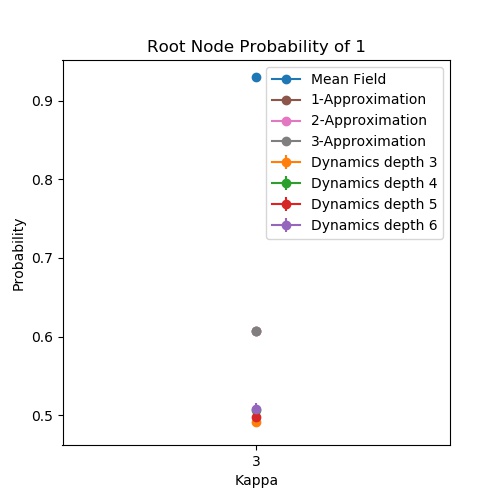 Root Node Probability of 1
Mean Field
1-Approximation
2-Approximation
3-Approximation
Dynamics depth 3
Dynamics depth 4
Dynamics depth 5
Dynamics depth 6
0.9
0.8
0.7
0.6
0.5
Probability
3
Kappa